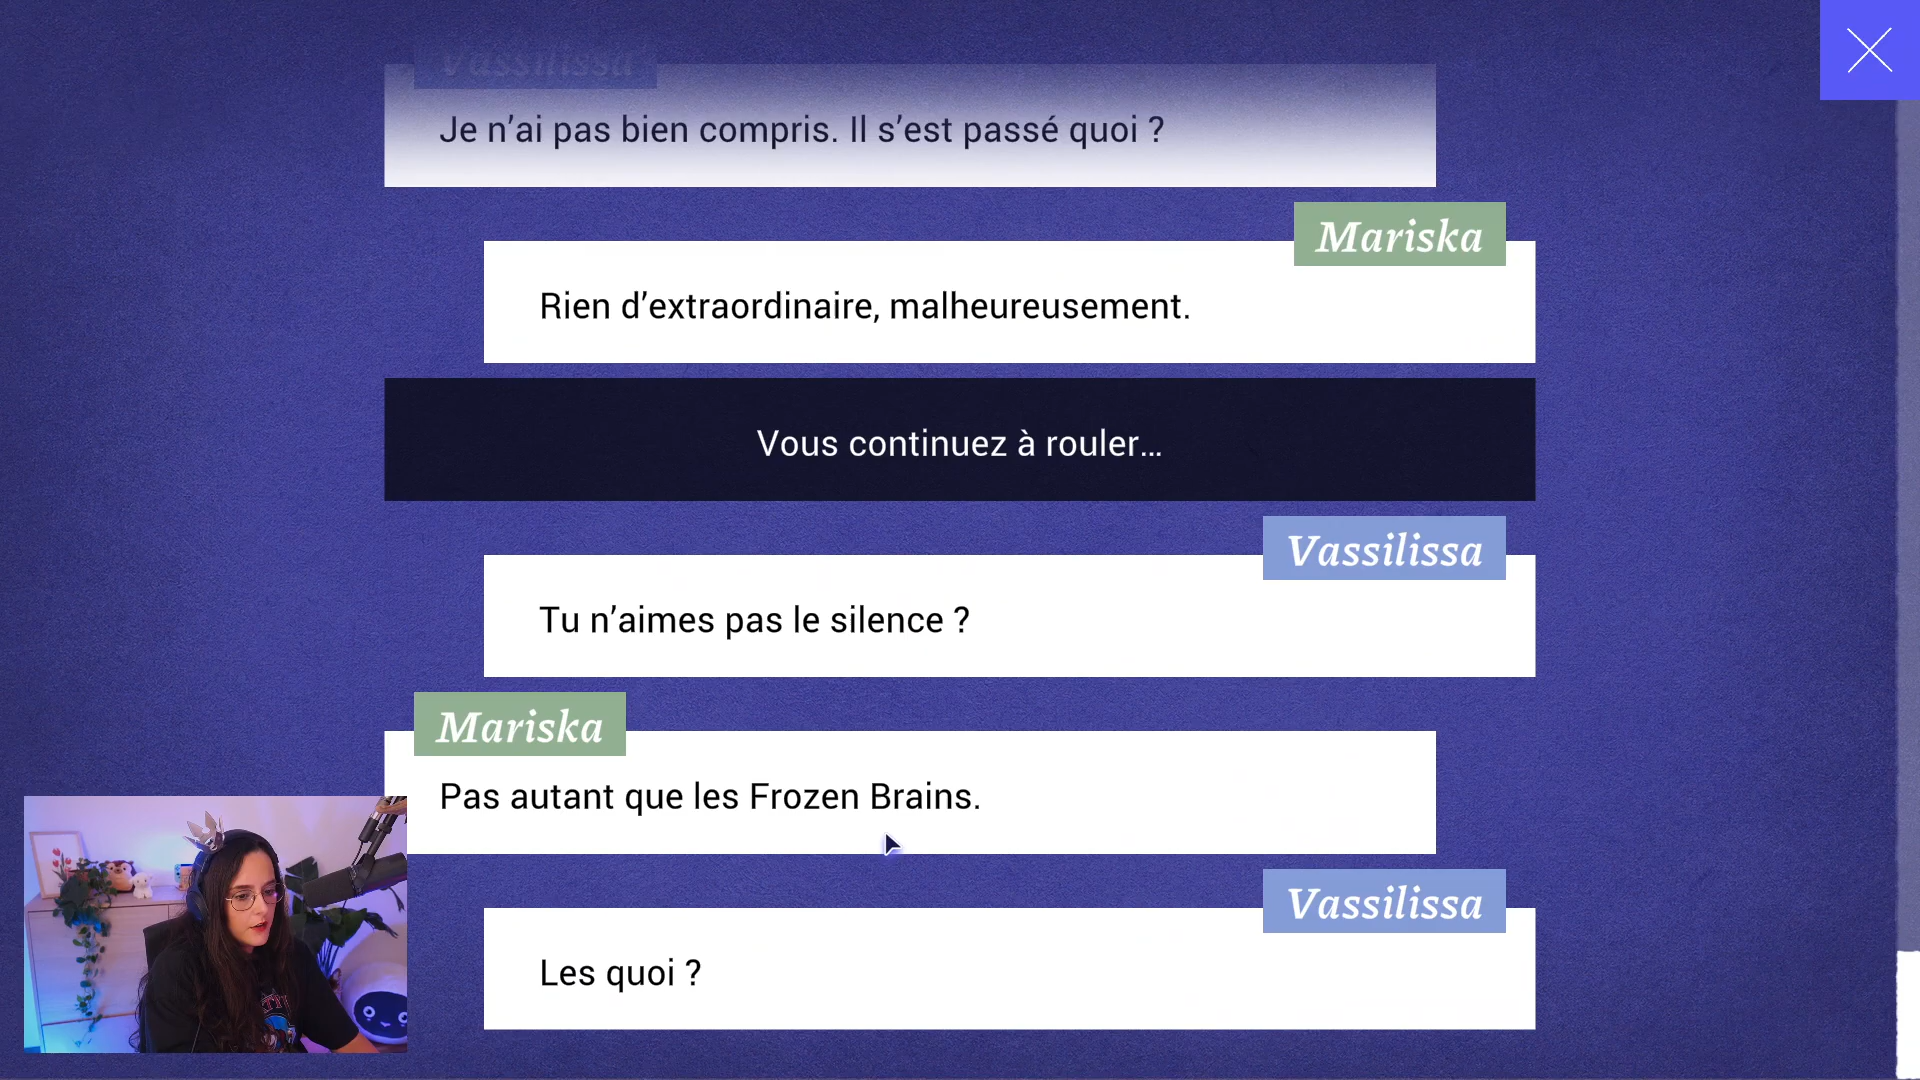 Vassilissa
Je n’ai pas bien compris. Il s’est passé quoi ?
Mariska
Rien d’extraordinaire, malheureusement.
Vous continuez à rouler…
Vassilissa
Tu n’aimes pas le silence ?
Mariska
Pas autant que les Frozen Brains.
Vassilissa
Les quoi ?